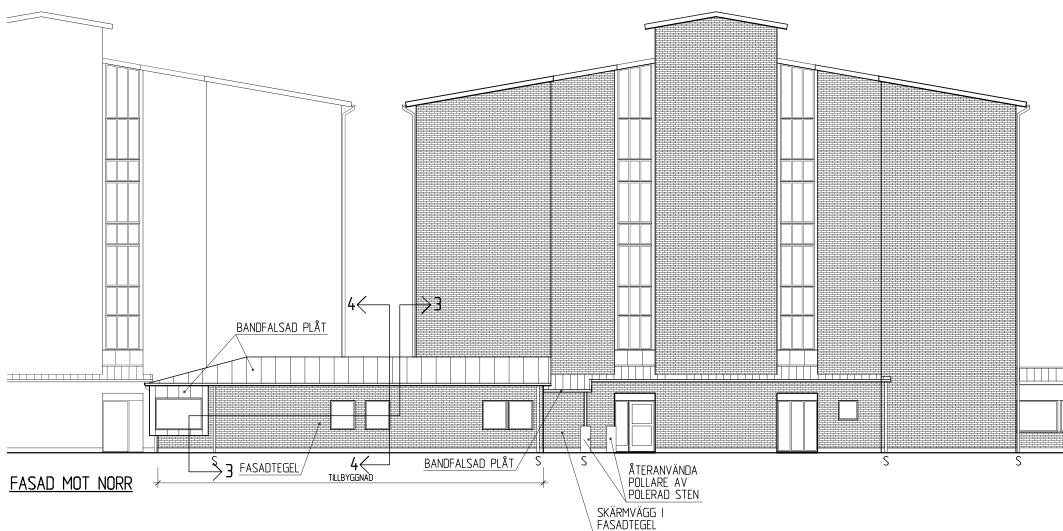 4
3
BANDFALSAD PLÅT
3
FASADTEGEL
4
TILLBYGGNAD
S
S
S
S
S
BANDFALSAD PLÅT
ÅTERANVÄNDA
POLLARE AV
POLERAD STEN
SKÄRMVÄGG I
FASADTEGEL
FASAD MOT NORR